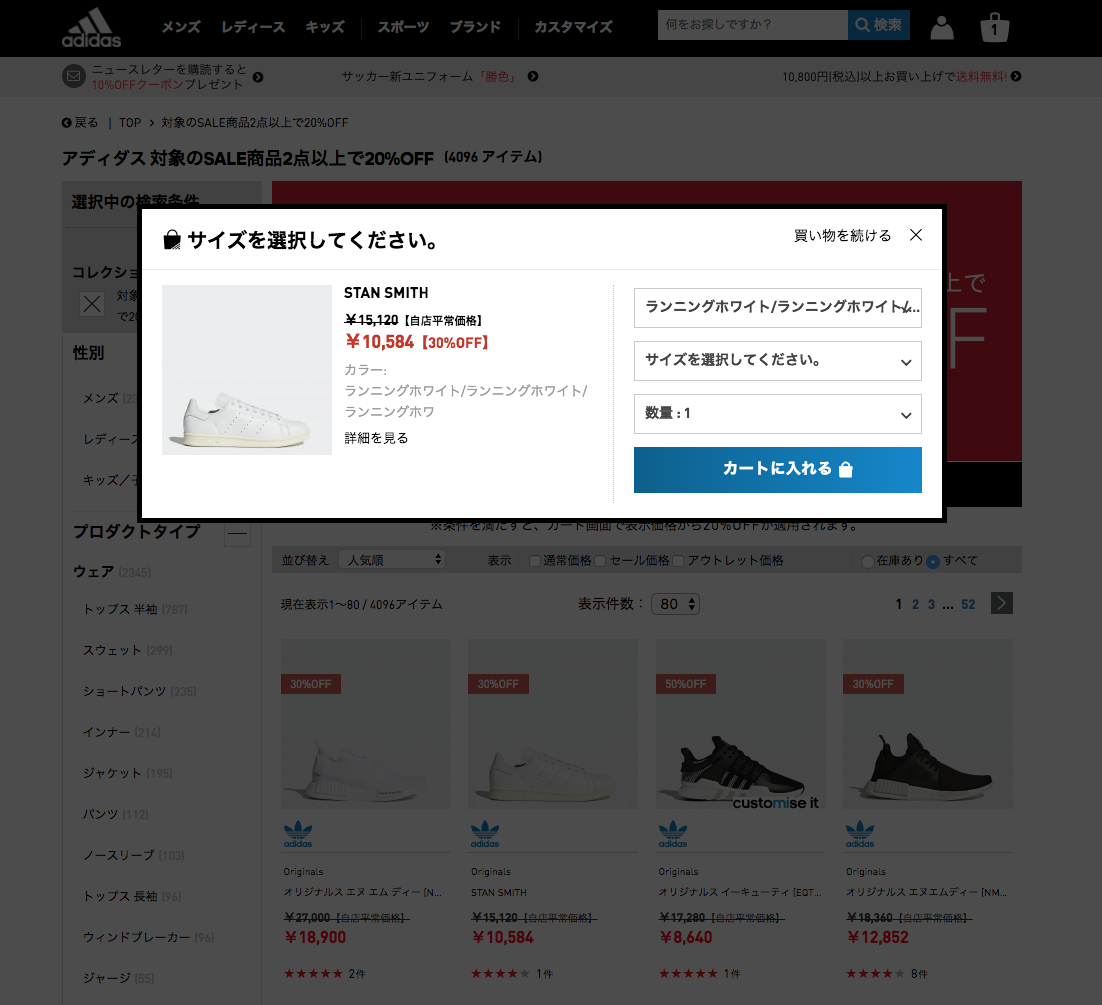 adidas
メンズ レディース キッズ スポーツ ブランド カスタマイズ
何をお探しですか？ 検索 1
ニュースレターを購読すると
10%OFFクーポンプレゼント
サッカー新ユニフォーム「勝色」
10,800円(税込)以上お買い上げで送料無料!
戻る | TOP > 対象のSALE商品2点以上で20%OFF
アディダス 対象のSALE商品2点以上で20%OFF (4096 アイテム)
選択中の検索条件
上で
F
コレクショ
対象
で20
性別
メンズ
レディース
キッズ／子
サイズを選択してください。
買い物を続ける
STAN SMITH
￥15,120【自店平常価格】
￥10,584【30%OFF】
カラー:
ランニングホワイト/ランニングホワイト/
ランニングホワ
詳細を見る
ランニングホワイト/ランニングホワイト/...
サイズを選択してください。
数量 : 1
カートに入れる
※条件を満たすと、カート画面で表示価格から20%OFFが適用されます。
プロダクトタイプ
並び替え 人気順 表示 通常価格 セール価格 アウトレット価格 在庫あり すべて
ウェア (2345)
トップス 半袖 (787)
スウェット (299)
ショートパンツ (235)
インナー (214)
ジャケット (195)
パンツ (112)
ノースリーブ (103)
トップス 長袖 (96)
ウィンドブレーカー (96)
ジャージ (55)
現在表示1〜80 / 4096アイテム
表示件数： 80
1 2 3 ... 52
30%OFF
30%OFF
50%OFF
30%OFF
customise it
adidas
adidas
adidas
adidas
Originals
オリジナルス エヌ エム ディー [N...
￥27,000【自店平常価格】
￥18,900
★★★★★ 2件
Originals
STAN SMITH
￥15,120【自店平常価格】
￥10,584
★★★★★ 1件
Originals
オリジナルス イーキューティ [EQT...
￥17,280【自店平常価格】
￥8,640
★★★★★ 1件
Originals
オリジナルス エヌエムディー [NM...
￥18,360【自店平常価格】
￥12,852
★★★★★ 8件